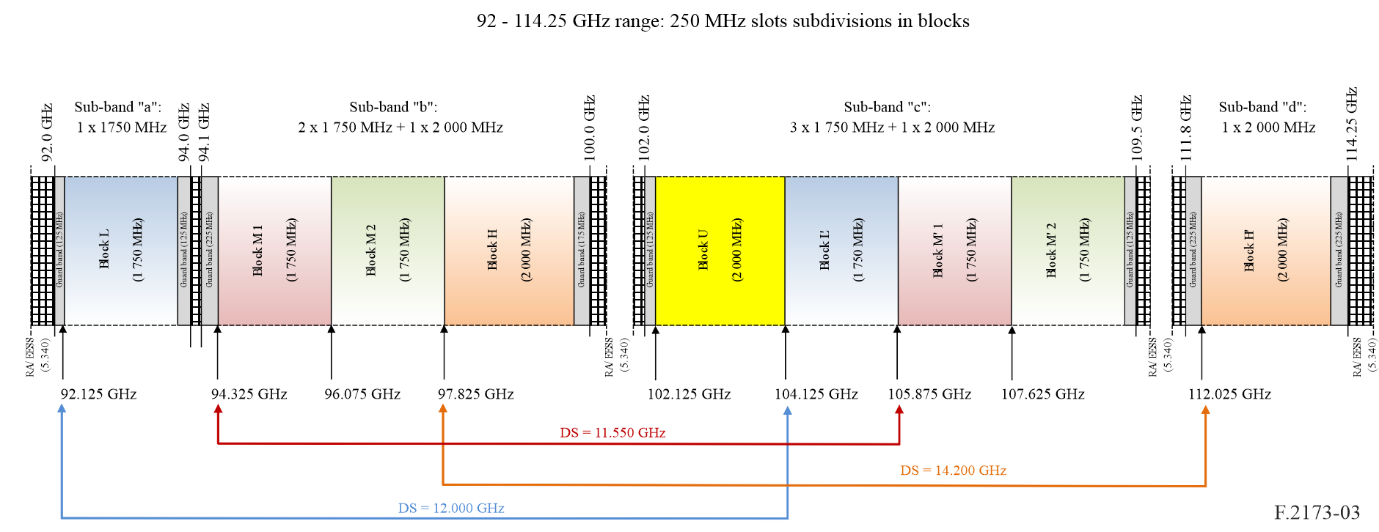 92 - 114.25 GHz range: 250 MHz slots subdivisions in blocks
Sub-band "a":
1 x 1750 MHz
Sub-band "b":
2 x 1 750 MHz + 1 x 2 000 MHz
Sub-band "c":
3 x 1 750 MHz + 1 x 2 000 MHz
Sub-band "d":
1 x 2 000 MHz
92.0 GHz
94.0 GHz
94.1 GHz
100.0 GHz
102.0 GHz
109.5 GHz
111.8 GHz
114.25 GHz
Guard band (125 MHz)
Block L
(1 750 MHz)
Guard band (125 MHz)
Guard band (225 MHz)
Block M 1
(1 750 MHz)
Block M 2
(1 750 MHz)
Block H
(2 000 MHz)
Guard band (175 MHz)
Guard band (125 MHz)
Block U
(2 000 MHz)
Block L'
(1 750 MHz)
Block M' 1
(1 750 MHz)
Block M' 2
(1 750 MHz)
Guard band (125 MHz)
Guard band (225 MHz)
Block H'
(2 000 MHz)
Guard band (225 MHz)
RA/ EESS
(5.340)
RA/ EESS
(5.340)
RA/ EESS
(5.340)
RA/ EESS
(5.340)
92.125 GHz
94.325 GHz
96.075 GHz
97.825 GHz
102.125 GHz
104.125 GHz
105.875 GHz
107.625 GHz
112.025 GHz
DS = 11.550 GHz
DS = 14.200 GHz
DS = 12.000 GHz
F.2173-03